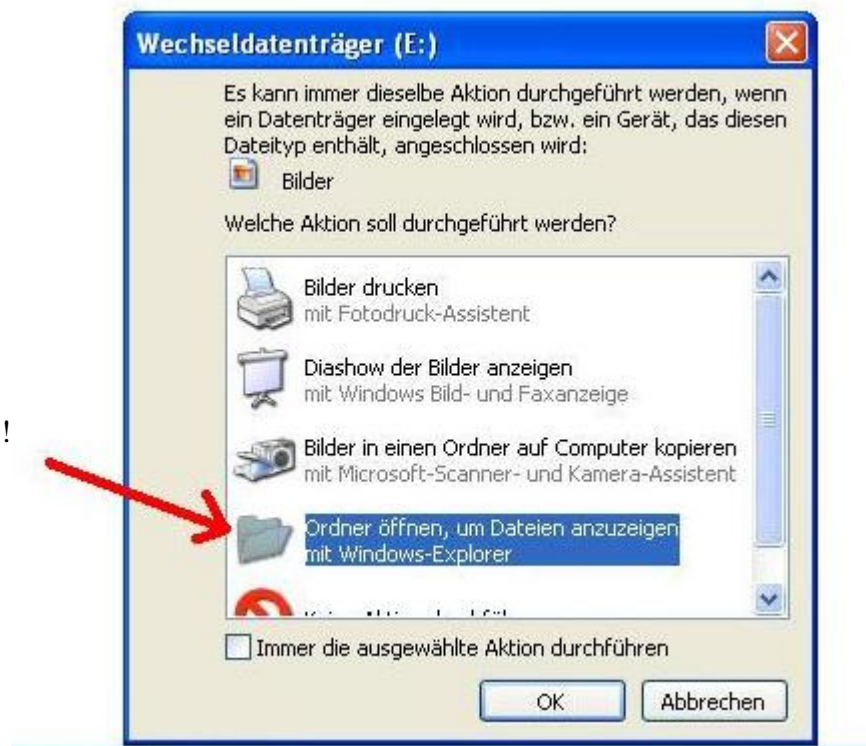 Wechseldatenträger (E:)
Es kann immer dieselbe Aktion durchgeführt werden, wenn
ein Datenträger eingelegt wird, bzw. ein Gerät, das diesen
Dateityp enthält, angeschlossen wird:
Bilder
Welche Aktion soll durchgeführt werden?
Bilder drucken
mit Fotodruck-Assistent
Diashow der Bilder anzeigen
mit Windows Bild- und Faxanzeige
!
Bilder in einen Ordner auf Computer kopieren
mit Microsoft-Scanner- und Kamera-Assistent
Ordner öffnen, um Dateien anzuzeigen
mit Windows-Explorer
Immer die ausgewählte Aktion durchführen
OK
Abbrechen